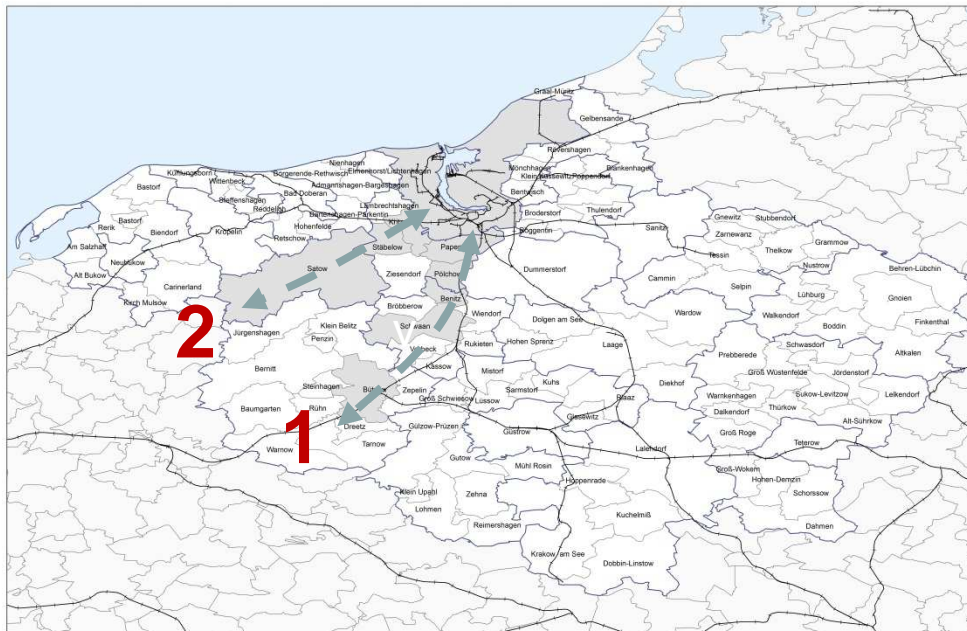 Graal-Müritz
Gelbensande
Rövershagen
Nienhagen
Elmenhorst/Lichtenhagen
Mönchhagen
Blankenhagen
Kühlungsborn
Börgerende-Rethwisch
Wittenbeck
Bastorf
Admannshagen-Bargeshagen
Bad Doberan
Bentwisch
Steffenshagen
Lambrechtshagen
Reddelich
Broderstorf
Thulendorf
Bastorf
Rerik
Biendorf
Kröpelin
Hohenfelde
Retschow
Roggentin
Sanitz
Gnewitz
Stubbendorf
Zarnewanz
Grammow
Am Salzhaff
Stäbelow
Thelkow
Tessin
Neubukow
Satow
Ziesendorf
Pölchow
Dummerstorf
Nustrow
Behren-Lübchin
Alt Bukow
Carinerland
Cammin
Selpin
Lühburg
Gnoien
Kirch Mulsow
Benitz
Bröbberow
Wiendorf
Dolgen am See
Wardow
Walkendorf
Finkenthal
2
Jürgenshagen
Klein Belitz
Penzin
Schwaan
Rukieten
Hohen Sprenz
Laage
Boddin
Schwasdorf
Altkalen
Vorbeck
Kassow
Mistorf
Prebberede
Groß Wüstenfelde
Jördenstorf
Bernitt
Steinhagen
Zepelin
Sarmstorf
Kuhs
Diekhof
Warnkenhagen
Sukow-Levitzow
Lelkendorf
Baumgarten
Rühn
Groß Schwiesow
Lüssow
Plaaz
Glasewitz
Dalkendorf
Thürkow
Alt-Sührkow
1
Dreetz
Gülzow-Prüzen
Güstrow
Groß Roge
Teterow
Warnow
Tarnow
Gutow
Lalendorf
Mühl Rosin
Groß-Wokern
Hohen-Demzin
Hoppenrade
Klein Upahl
Zehna
Schorssow
Lohmen
Reimershagen
Kuchelmiß
Dahmen
Krakow am See
Dobbin-Linstow